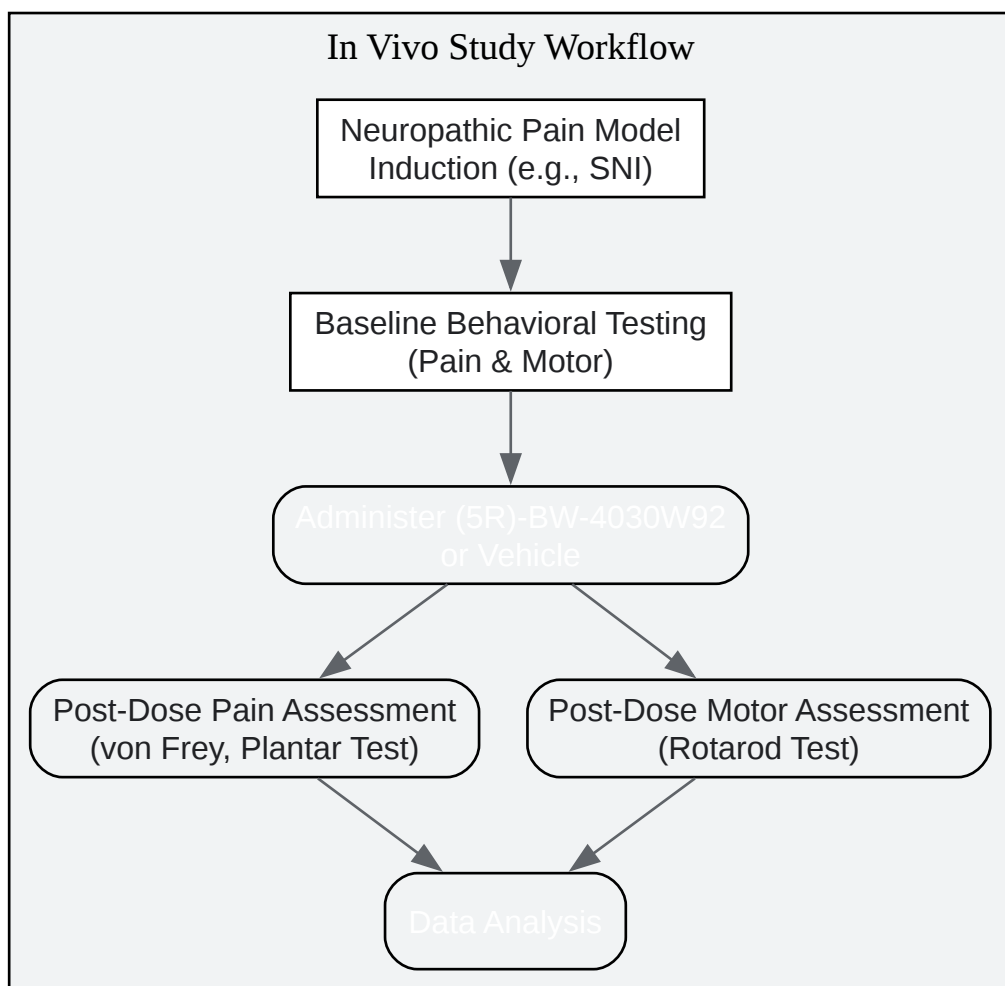 In Vivo Study Workflow
Neuropathic Pain Model
Induction (e.g., SNI)
Baseline Behavioral Testing
(Pain & Motor)
Administer (5R)-BW-4030W92
or Vehicle
Post-Dose Pain Assessment
(von Frey, Plantar Test)
Post-Dose Motor Assessment
(Rotarod Test)
Data Analysis